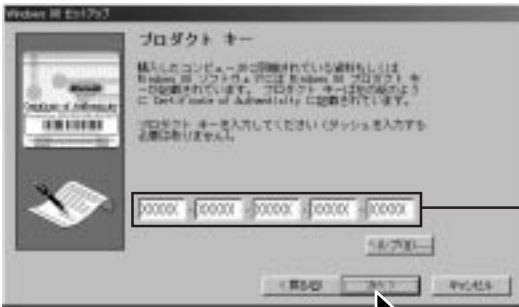 Windows 98 セットアップ
プロダクト キー
購入したコンピュータに同梱されている資料もしくは
Windows 98 ソフトウェアには Windows 98 プロダクト キ
ーが記載されています。 プロダクト キーは左の絵のよう
に Certificate of Authenticity に記載されています。
プロダクト キーを入力してください (ダッシュを入力する
必要はありません)。
Certificate of Authenticity
XXXXX - XXXXX - XXXXX - XXXXX - XXXXX
ヘルプ(H)...
< 戻る(B)
次へ >
キャンセル